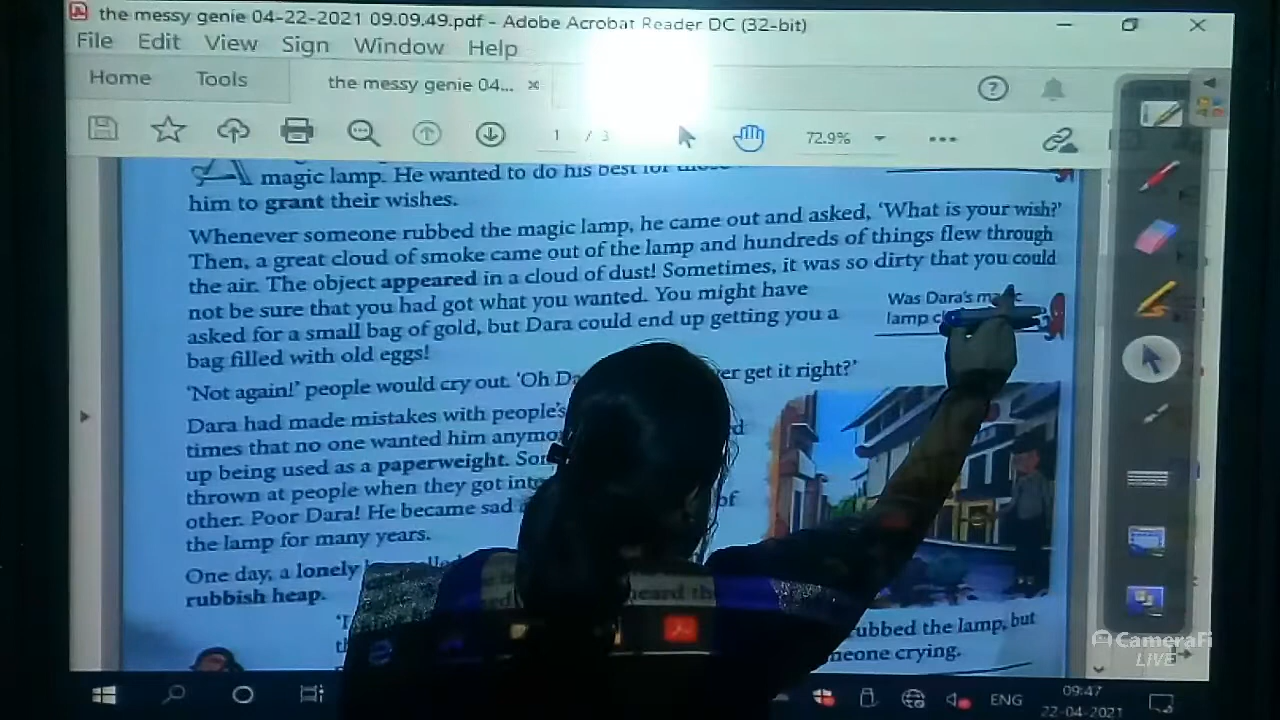 the messy genie 04-22-2021 09.09.49.pdf - Adobe Acrobat Reader DC (32-bit)
File Edit View Sign Window Help
Home Tools the messy genie 04... ×
1 / 3 72.9%
magic lamp. He wanted to do his best for
him to grant their wishes.
Whenever someone rubbed the magic lamp, he came out and asked, ‘What is your wish?’
Then, a great cloud of smoke came out of the lamp and hundreds of things flew through
the air. The object appeared in a cloud of dust! Sometimes, it was so dirty that you could
not be sure that you had got what you wanted. You might have
asked for a small bag of gold, but Dara could end up getting you a
bag filled with old eggs!
Was Dara's
lamp
‘Not again!’ people would cry out. ‘Oh get it right?’
Dara had made mistakes with people's
times that no one wanted him
up being used as a paperweight.
thrown at people when they got
other. Poor Dara! He became sad of
the lamp for many years.
One day, a lonely
rubbish heap.
heard
rubbed the lamp, but
crying.
CameraFi
LiVE
ENG
09:47
22-04-2021